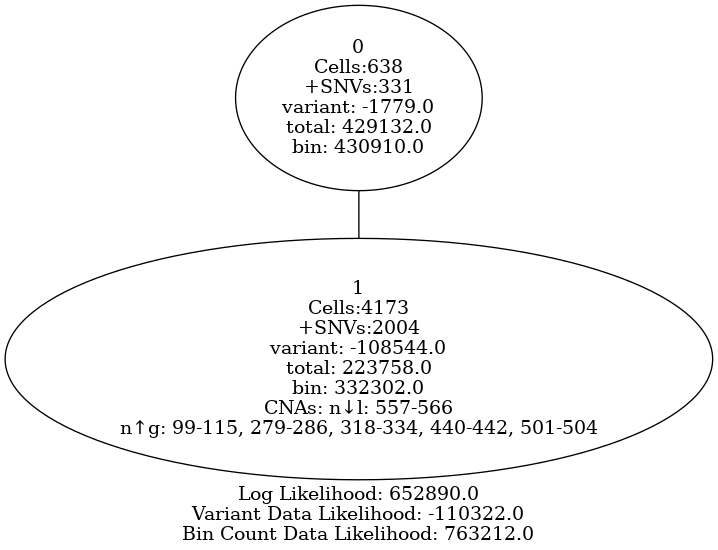 0
Cells:638
+SNVs:331
variant: -1779.0
total: 429132.0
bin: 430910.0
1
Cells:4173
+SNVs:2004
variant: -108544.0
total: 223758.0
bin: 332302.0
CNAs: n↓l: 557-566
n↑g: 99-115, 279-286, 318-334, 440-442, 501-504
Log Likelihood: 652890.0
Variant Data Likelihood: -110322.0
Bin Count Data Likelihood: 763212.0